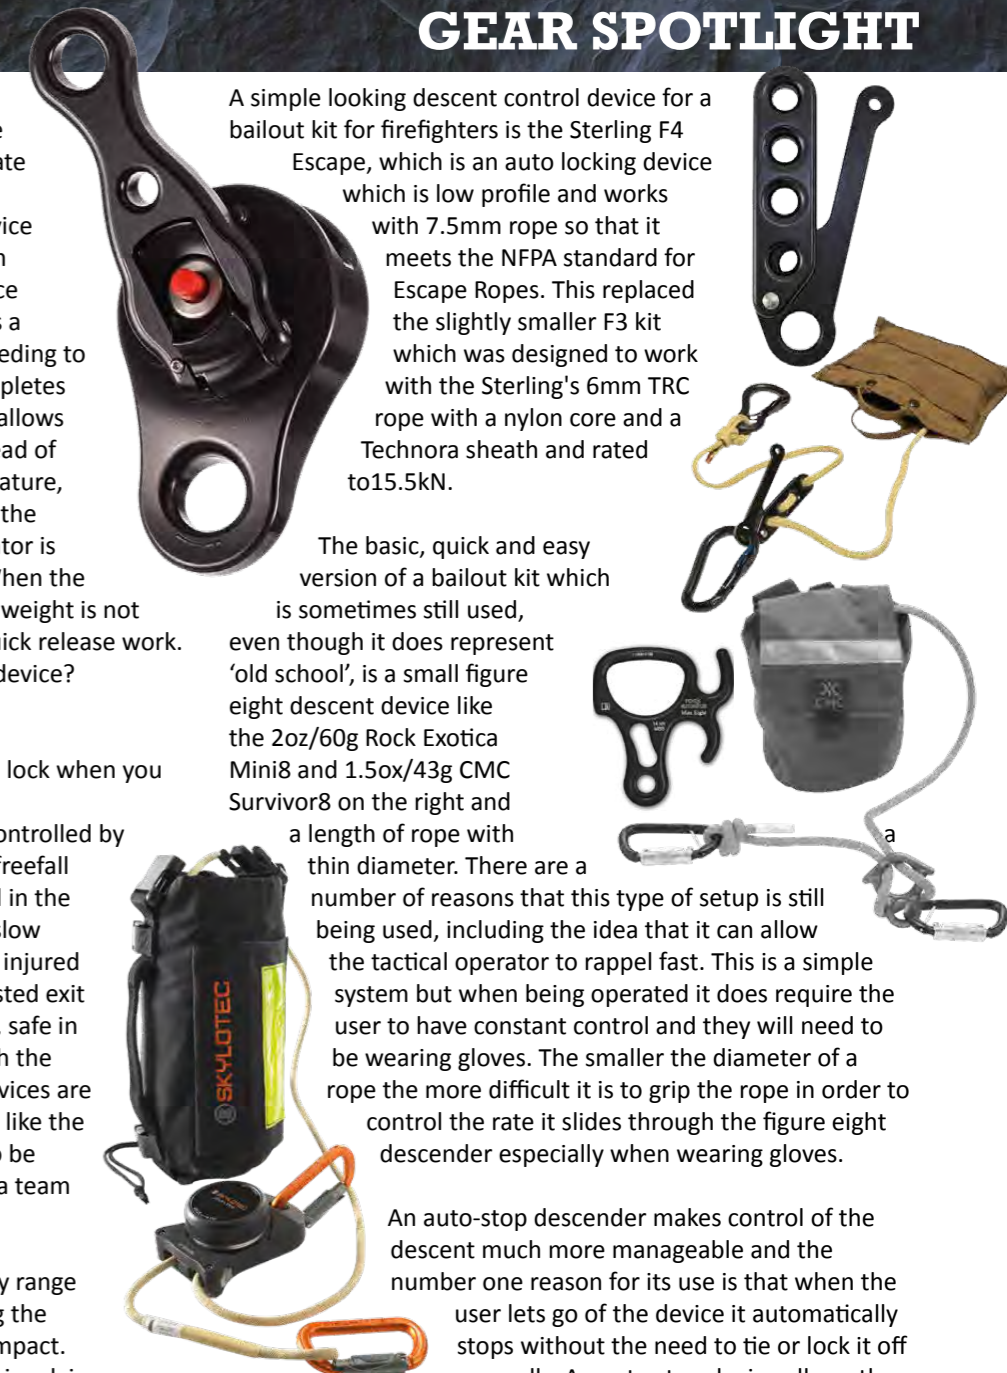 GEAR SPOTLIGHT
e
ate
vice
n
ce
s a
eding to
pletes
allows
ead of
ature,
the
tor is
When the
weight is not
uick release work.
device?
lock when you
ontrolled by
freefall
d in the
slow
injured
sted exit
safe in
h the
vices are
like the
o be
a team
y range
g the
mpact.
A simple looking descent control device for a
bailout kit for firefighters is the Sterling F4
Escape, which is an auto locking device
which is low profile and works
with 7.5mm rope so that it
meets the NFPA standard for
Escape Ropes. This replaced
the slightly smaller F3 kit
which was designed to work
with the Sterling's 6mm TRC
rope with a nylon core and a
Technora sheath and rated
to15.5kN.
The basic, quick and easy
version of a bailout kit which
is sometimes still used,
even though it does represent
‘old school’, is a small figure
eight descent device like
the 2oz/60g Rock Exotica
Mini8 and 1.5ox/43g CMC
Survivor8 on the right and
a length of rope with a
thin diameter. There are a
number of reasons that this type of setup is still
being used, including the idea that it can allow
the tactical operator to rappel fast. This is a simple
system but when being operated it does require the
user to have constant control and they will need to
be wearing gloves. The smaller the diameter of a
rope the more difficult it is to grip the rope in order to
control the rate it slides through the figure eight
descender especially when wearing gloves.
An auto-stop descender makes control of the
descent much more manageable and the
number one reason for its use is that when the
user lets go of the device it automatically
stops without the need to tie or lock it off
CMC
SKYLOTEC